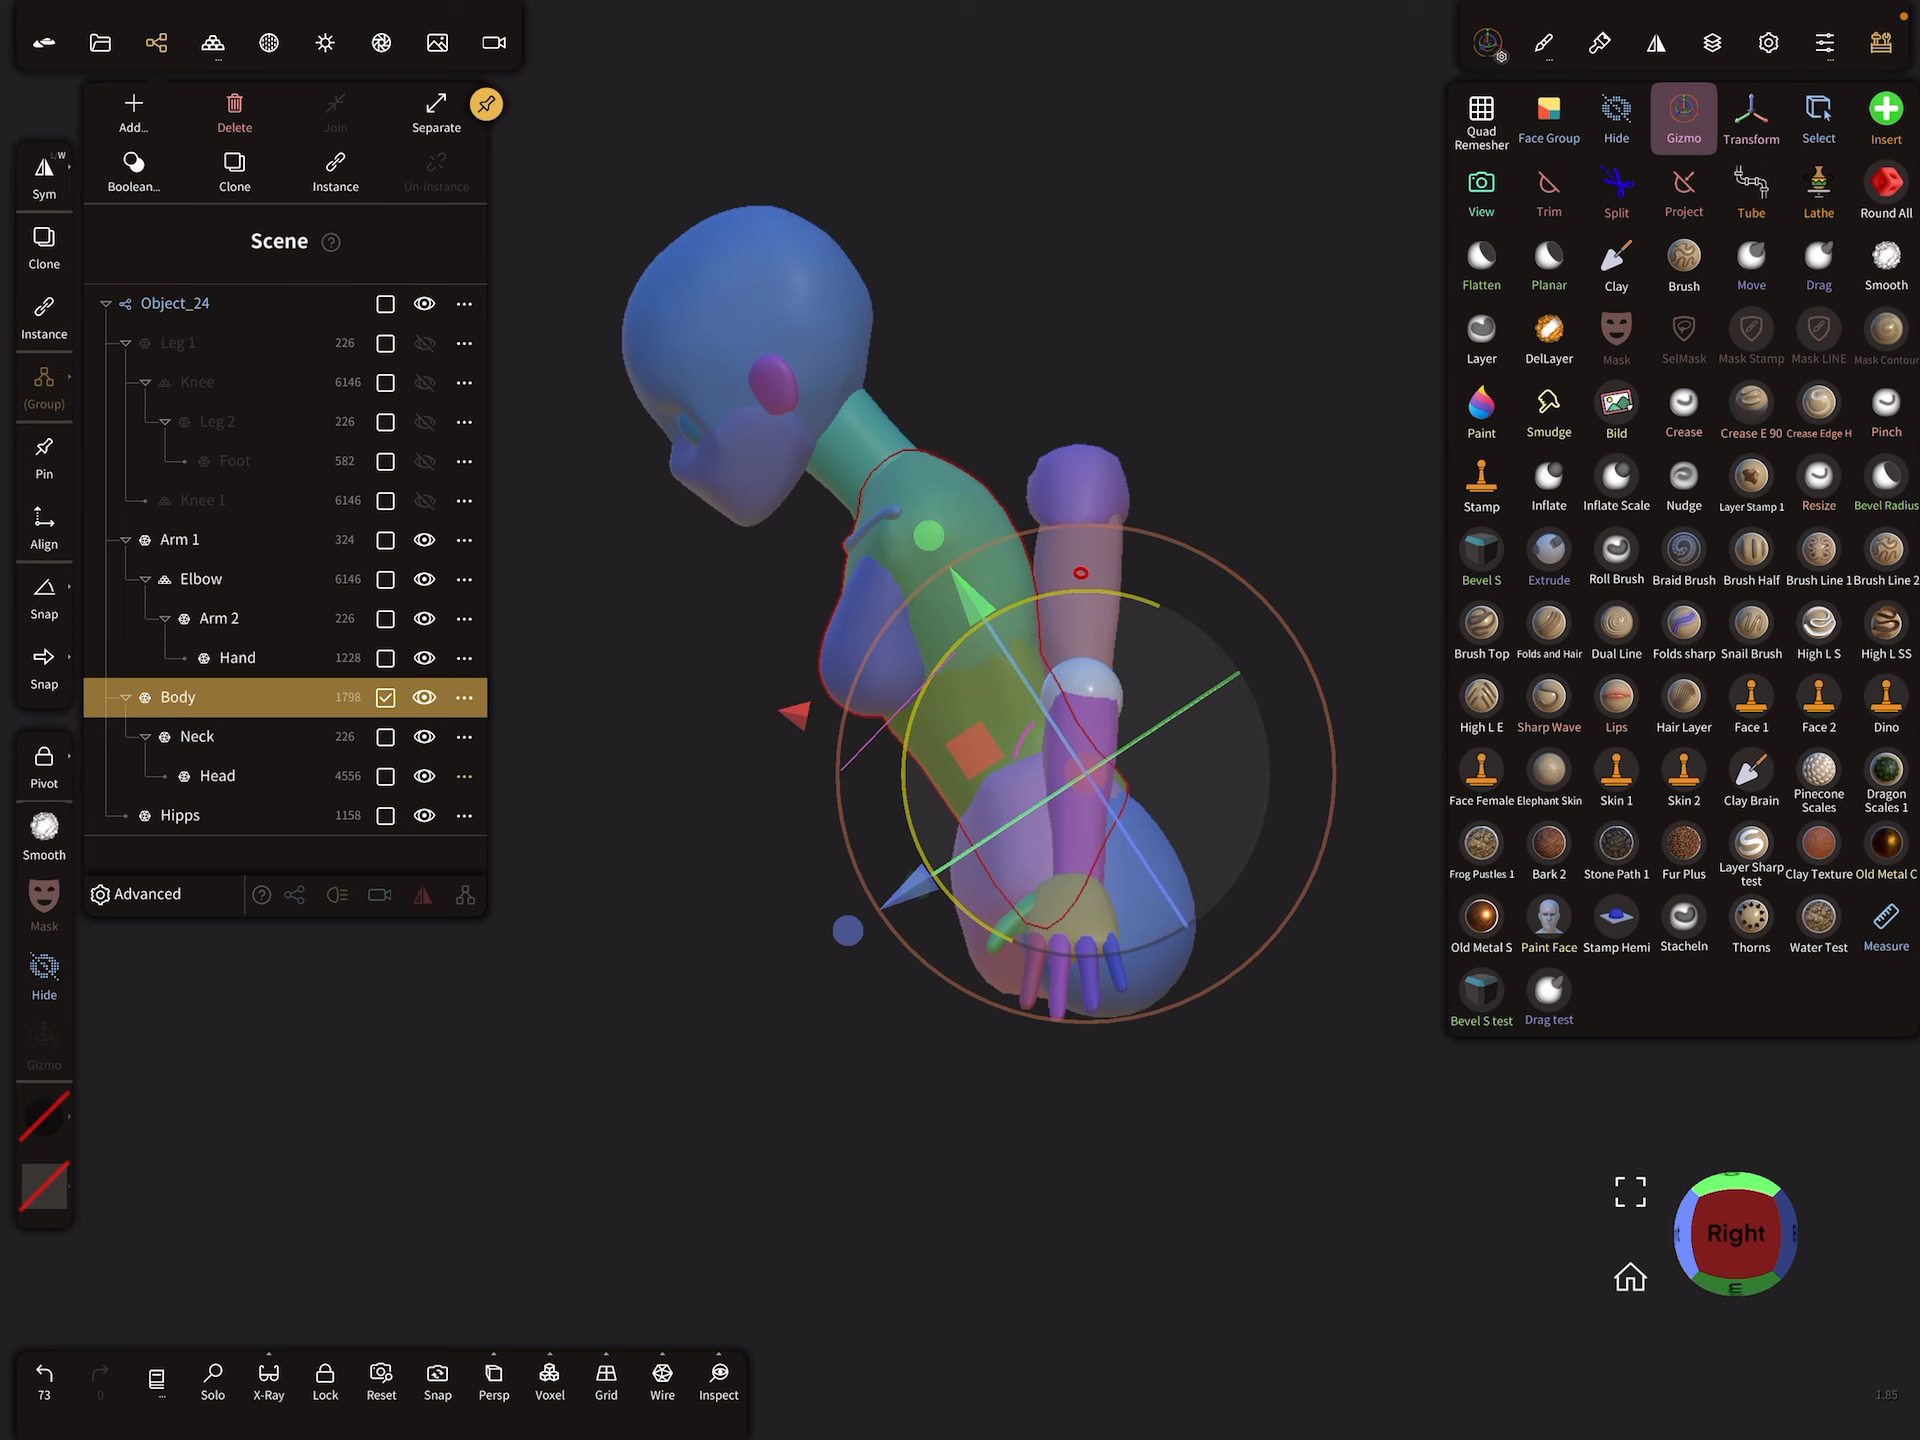 Add...
Delete
Join
Separate
Boolean...
Clone
Instance
Un-Instance
Scene ?
Object_24
Leg 1 226
Knee 6146
Leg 2 226
Foot 582
Knee 1 6146
Arm 1 324
Elbow 6146
Arm 2 226
Hand 1228
Body 1798
Neck 226
Head 4556
Hipps 1158
Advanced
L/W
Sym
Clone
Instance
(Group)
Pin
Align
Snap
Snap
Pivot
Smooth
Mask
Hide
Gizmo
Quad Remesher
Face Group
Hide
Gizmo
Transform
Select
Insert
View
Trim
Split
Project
Tube
Lathe
Round All
Flatten
Planar
Clay
Brush
Move
Drag
Smooth
Layer
DelLayer
Mask
SelMask
Mask Stamp
Mask LINE
Mask Contour
Paint
Smudge
Bild
Crease
Crease E 90
Crease Edge H
Pinch
Stamp
Inflate
Inflate Scale
Nudge
Layer Stamp 1
Resize
Bevel Radius
Bevel S
Extrude
Roll Brush
Braid Brush
Brush Half
Brush Line 1
Brush Line 2
Brush Top
Folds and Hair
Dual Line
Folds sharp
Snail Brush
High L S
High L SS
High L E
Sharp Wave
Lips
Hair Layer
Face 1
Face 2
Dino
Face Female
Elephant Skin
Skin 1
Skin 2
Clay Brain
Pinecone Scales
Dragon Scales 1
Frog Pustles 1
Bark 2
Stone Path 1
Fur Plus
Layer Sharp test
Clay Texture
Old Metal C
Old Metal S
Paint Face
Stamp Hemi
Stacheln
Thorns
Water Test
Measure
Bevel S test
Drag test
Right
73
0
Solo
X-Ray
Lock
Reset
Snap
Persp
Voxel
Grid
Wire
Inspect
1.85